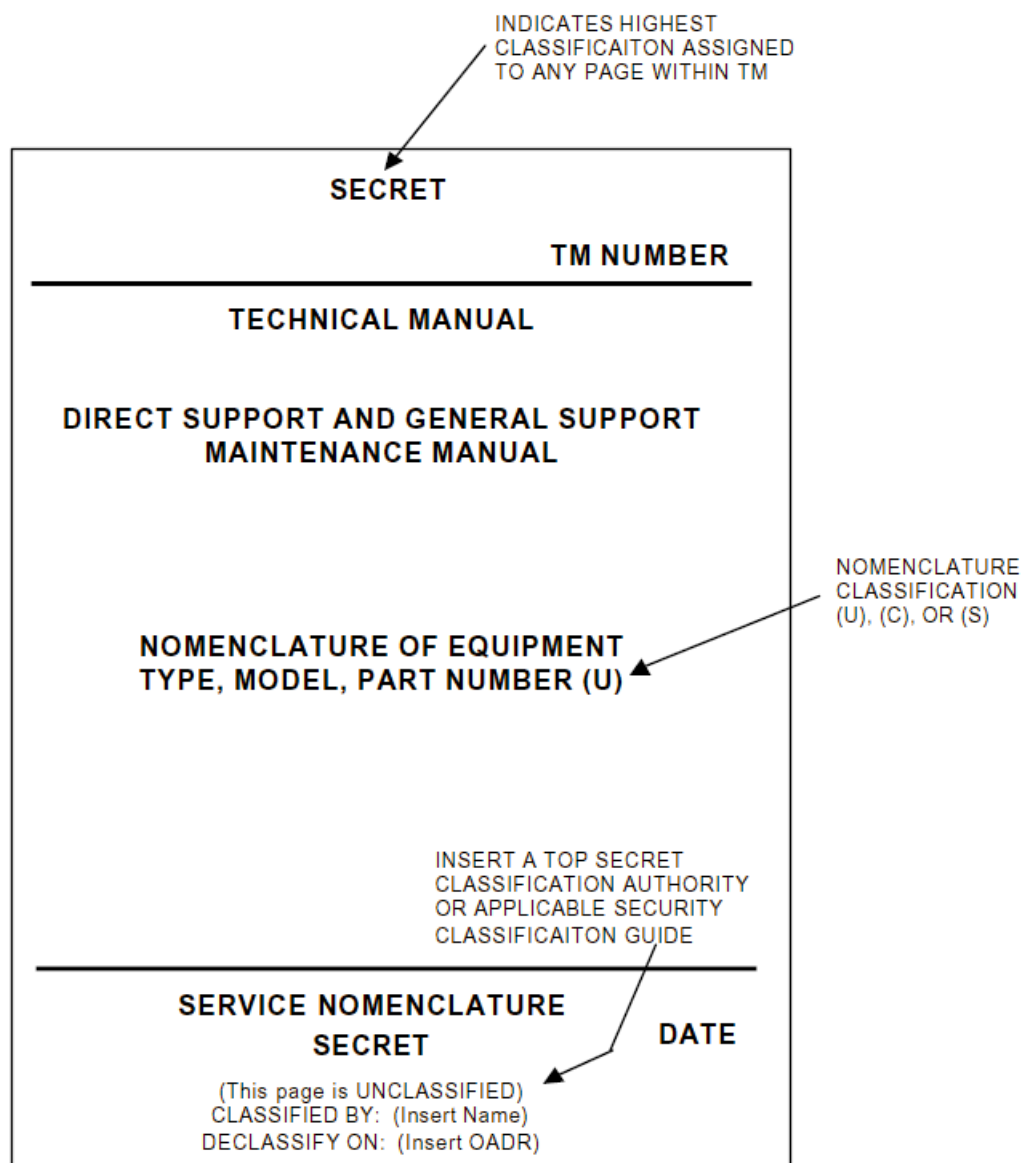 INDICATES HIGHEST
CLASSIFICAITON ASSIGNED
TO ANY PAGE WITHIN TM
SECRET
TM NUMBER
TECHNICAL MANUAL
DIRECT SUPPORT AND GENERAL SUPPORT
MAINTENANCE MANUAL
NOMENCLATURE
CLASSIFICATION
(U), (C), OR (S)
NOMENCLATURE OF EQUIPMENT
TYPE, MODEL, PART NUMBER (U)
INSERT A TOP SECRET
CLASSIFICATION AUTHORITY
OR APPLICABLE SECURITY
CLASSIFICAITON GUIDE
SERVICE NOMENCLATURE
SECRET
DATE
(This page is UNCLASSIFIED)
CLASSIFIED BY: (Insert Name)
DECLASSIFY ON: (Insert OADR)